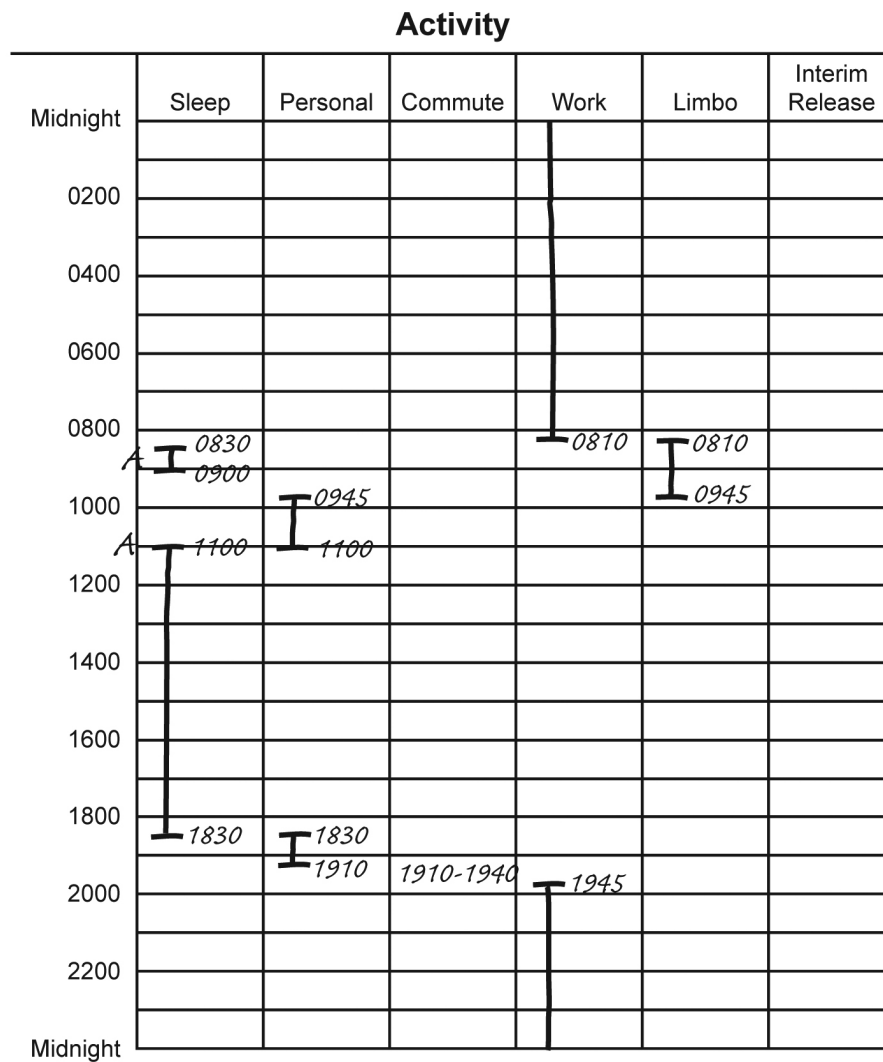 Activity
Sleep Personal Commute Work Limbo Interim Release
Midnight
0200
0400
0600
0800
0810 0810
A 0830
0900
0945 0945
1000
A 1100 1100
1200
1400
1600
1800
1830 1830
1910 1910-1940 1945
2000
2200
Midnight